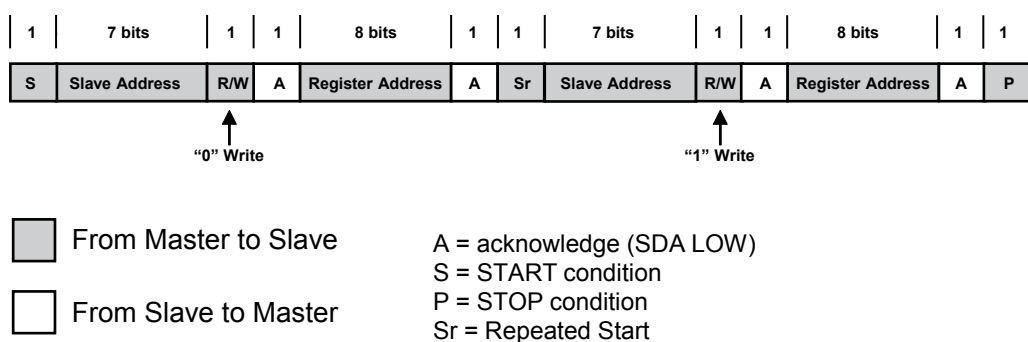 1 7 bits 1 1 8 bits 1 1 7 bits 1 1 8 bits 1 1
S Slave Address R/W A Register Address A Sr Slave Address R/W A Register Address A P
“0” Write “1” Write
From Master to Slave
From Slave to Master
A = acknowledge (SDA LOW)
S = START condition
P = STOP condition
Sr = Repeated Start